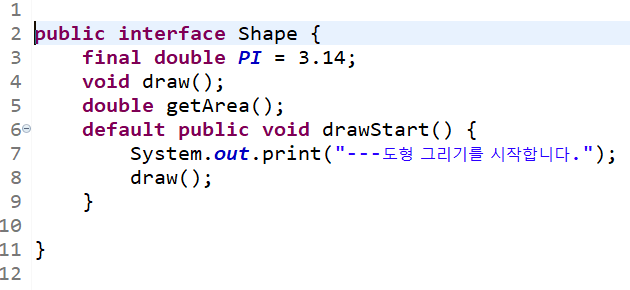 1
2 public interface Shape {
3     final double PI = 3.14;
4     void draw();
5     double getArea();
6     default public void drawStart() {
7         System.out.print("---도형 그리기를 시작합니다.");
8         draw();
9     }
10
11 }
12